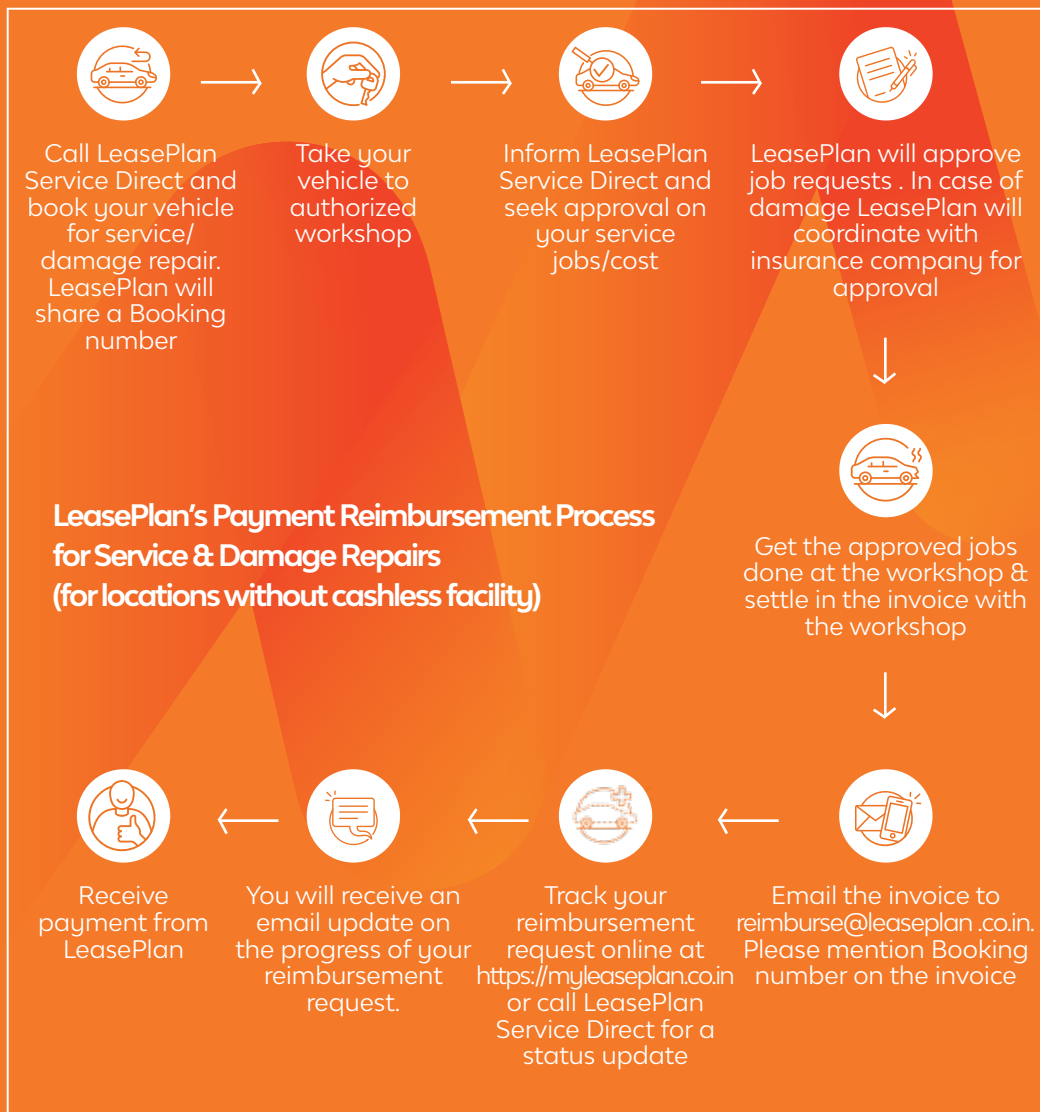 Call LeasePlan
Service Direct and
book your vehicle
for service/
damage repair.
LeasePlan will
share a Booking
number
Take your
vehicle to
authorized
workshop
Inform LeasePlan
Service Direct and
seek approval on
your service
jobs/cost
LeasePlan will approve
job requests . In case of
damage LeasePlan will
coordinate with
insurance company for
approval
LeasePlan's Payment Reimbursement Process
for Service & Damage Repairs
(for locations without cashless facility)
Get the approved jobs
done at the workshop &
settle in the invoice with
the workshop
Email the invoice to
reimburse@leaseplan .co.in.
Please mention Booking
number on the invoice
Track your
reimbursement
request online at
https://myleaseplan.co.in
or call LeasePlan
Service Direct for a
status update
You will receive an
email update on
the progress of your
reimbursement
request.
Receive
payment from
LeasePlan